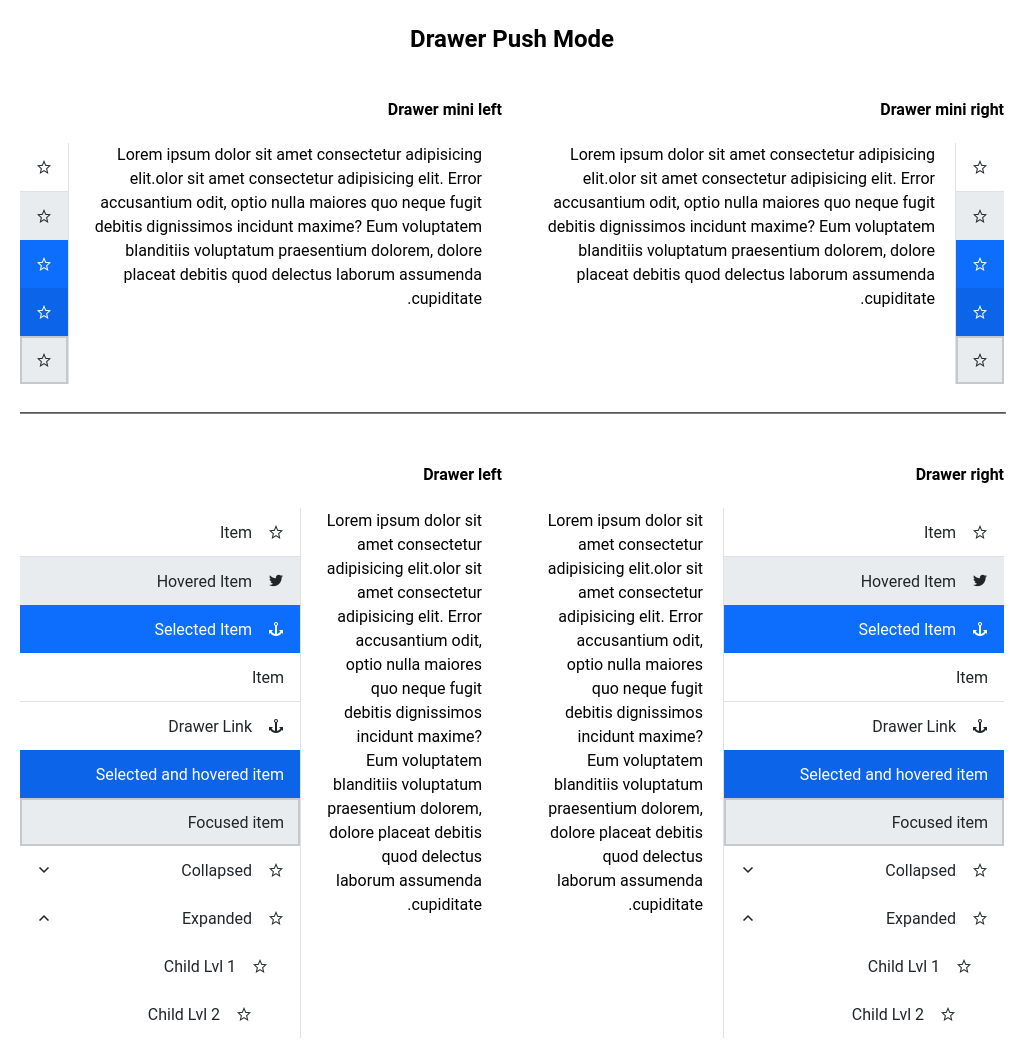 Drawer Push Mode
Drawer mini left
Lorem ipsum dolor sit amet consectetur adipisicing
elit.olor sit amet consectetur adipisicing elit. Error
accusantium odit, optio nulla maiores quo neque fugit
debitis dignissimos incidunt maxime? Eum voluptatem
blanditiis voluptatum praesentium dolorem, dolore
placeat debitis quod delectus laborum assumenda
.cupiditate
Drawer mini right
Lorem ipsum dolor sit amet consectetur adipisicing
elit.olor sit amet consectetur adipisicing elit. Error
accusantium odit, optio nulla maiores quo neque fugit
debitis dignissimos incidunt maxime? Eum voluptatem
blanditiis voluptatum praesentium dolorem, dolore
placeat debitis quod delectus laborum assumenda
.cupiditate
Drawer left
Item
Hovered Item
Selected Item
Item
Drawer Link
Selected and hovered item
Focused item
Collapsed
Expanded
Child Lvl 1
Child Lvl 2
Lorem ipsum dolor sit
amet consectetur
adipisicing elit.olor sit
amet consectetur
adipisicing elit. Error
accusantium odit,
optio nulla maiores
quo neque fugit
debitis dignissimos
incidunt maxime?
Eum voluptatem
blanditiis voluptatum
praesentium dolorem,
dolore placeat debitis
quod delectus
laborum assumenda
.cupiditate
Drawer right
Lorem ipsum dolor sit
amet consectetur
adipisicing elit.olor sit
amet consectetur
adipisicing elit. Error
accusantium odit,
optio nulla maiores
quo neque fugit
debitis dignissimos
incidunt maxime?
Eum voluptatem
blanditiis voluptatum
praesentium dolorem,
dolore placeat debitis
quod delectus
laborum assumenda
.cupiditate
Item
Hovered Item
Selected Item
Item
Drawer Link
Selected and hovered item
Focused item
Collapsed
Expanded
Child Lvl 1
Child Lvl 2